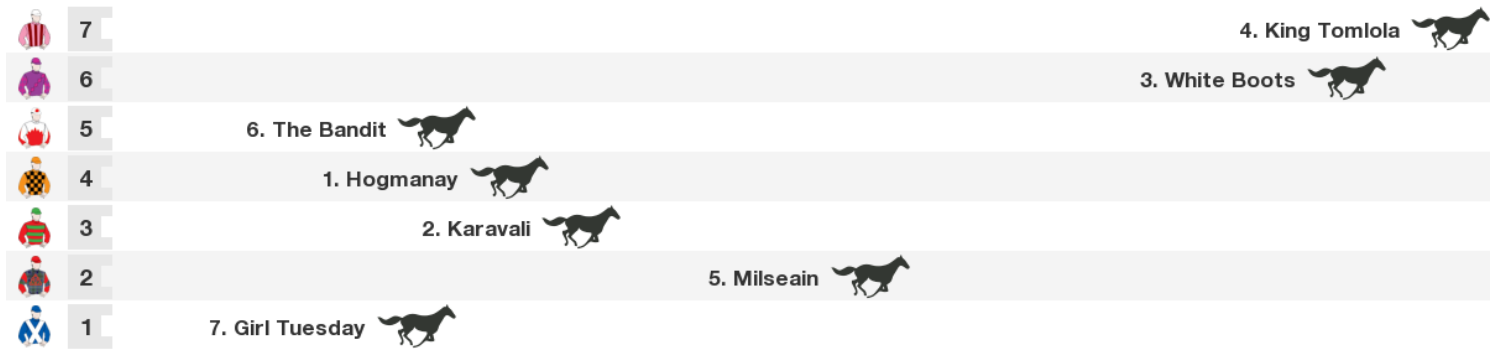 7 4. King Tomlola
6 3. White Boots
5 6. The Bandit
4 1. Hogmanay
3 2. Karavali
2 5. Milseain
1 7. Girl Tuesday